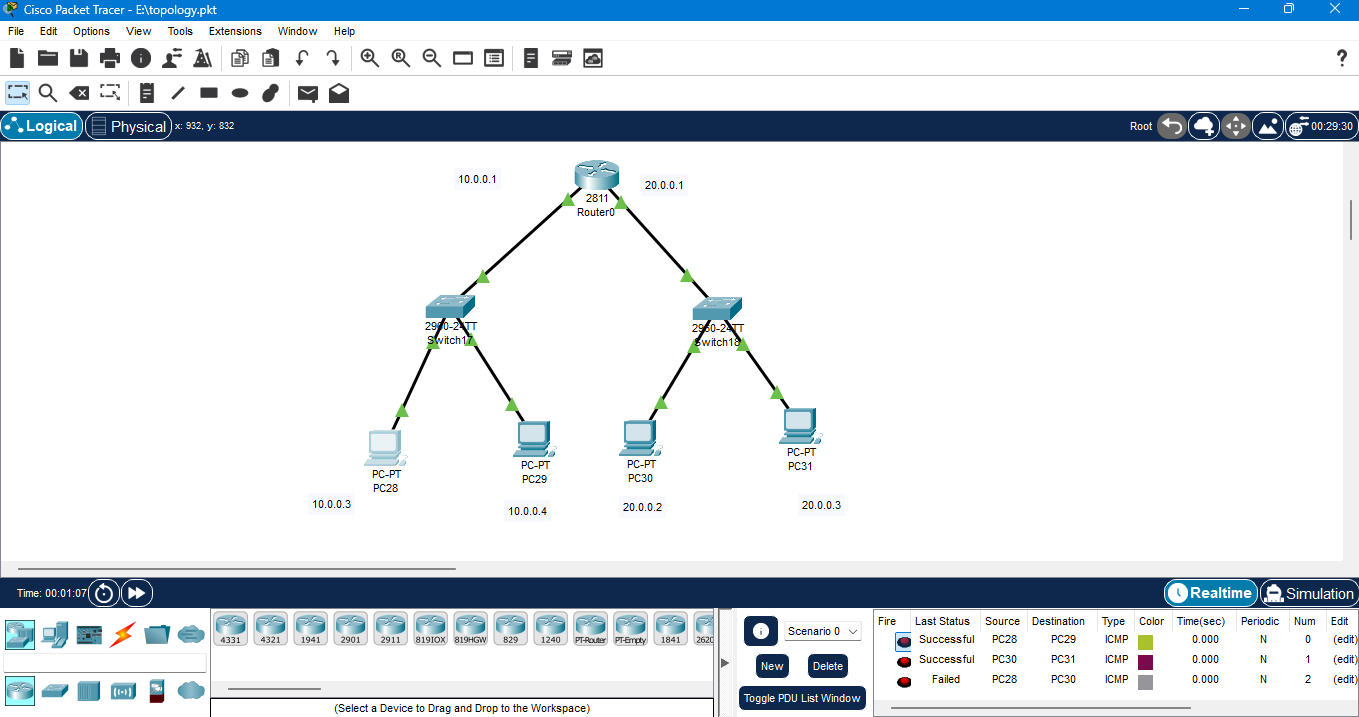 Cisco Packet Tracer - E:\topology.pkt
File Edit Options View Tools Extensions Window Help
?
Logical Physical x: 932, y: 832 Root 00:29:30
10.0.0.1
20.0.0.1
2811
Router0
2960-24TT
Switch17
2960-24TT
Switch18
PC-PT
PC28
PC-PT
PC29
PC-PT
PC30
PC-PT
PC31
10.0.0.3
10.0.0.4
20.0.0.2
20.0.0.3
Time: 00:01:07 Realtime Simulation
4331 4321 1941 2901 2911 819IOX 819HGW 829 1240 PT-Router PT-Empty 1841 2620
(Select a Device to Drag and Drop to the Workspace)
Scenario 0
New Delete
Toggle PDU List Window
Fire Last Status Source Destination Type Color Time(sec) Periodic Num Edit
Successful PC28 PC29 ICMP 0.000 N 0 (edit)
Successful PC30 PC31 ICMP 0.000 N 1 (edit)
Failed PC28 PC30 ICMP 0.000 N 2 (edit)